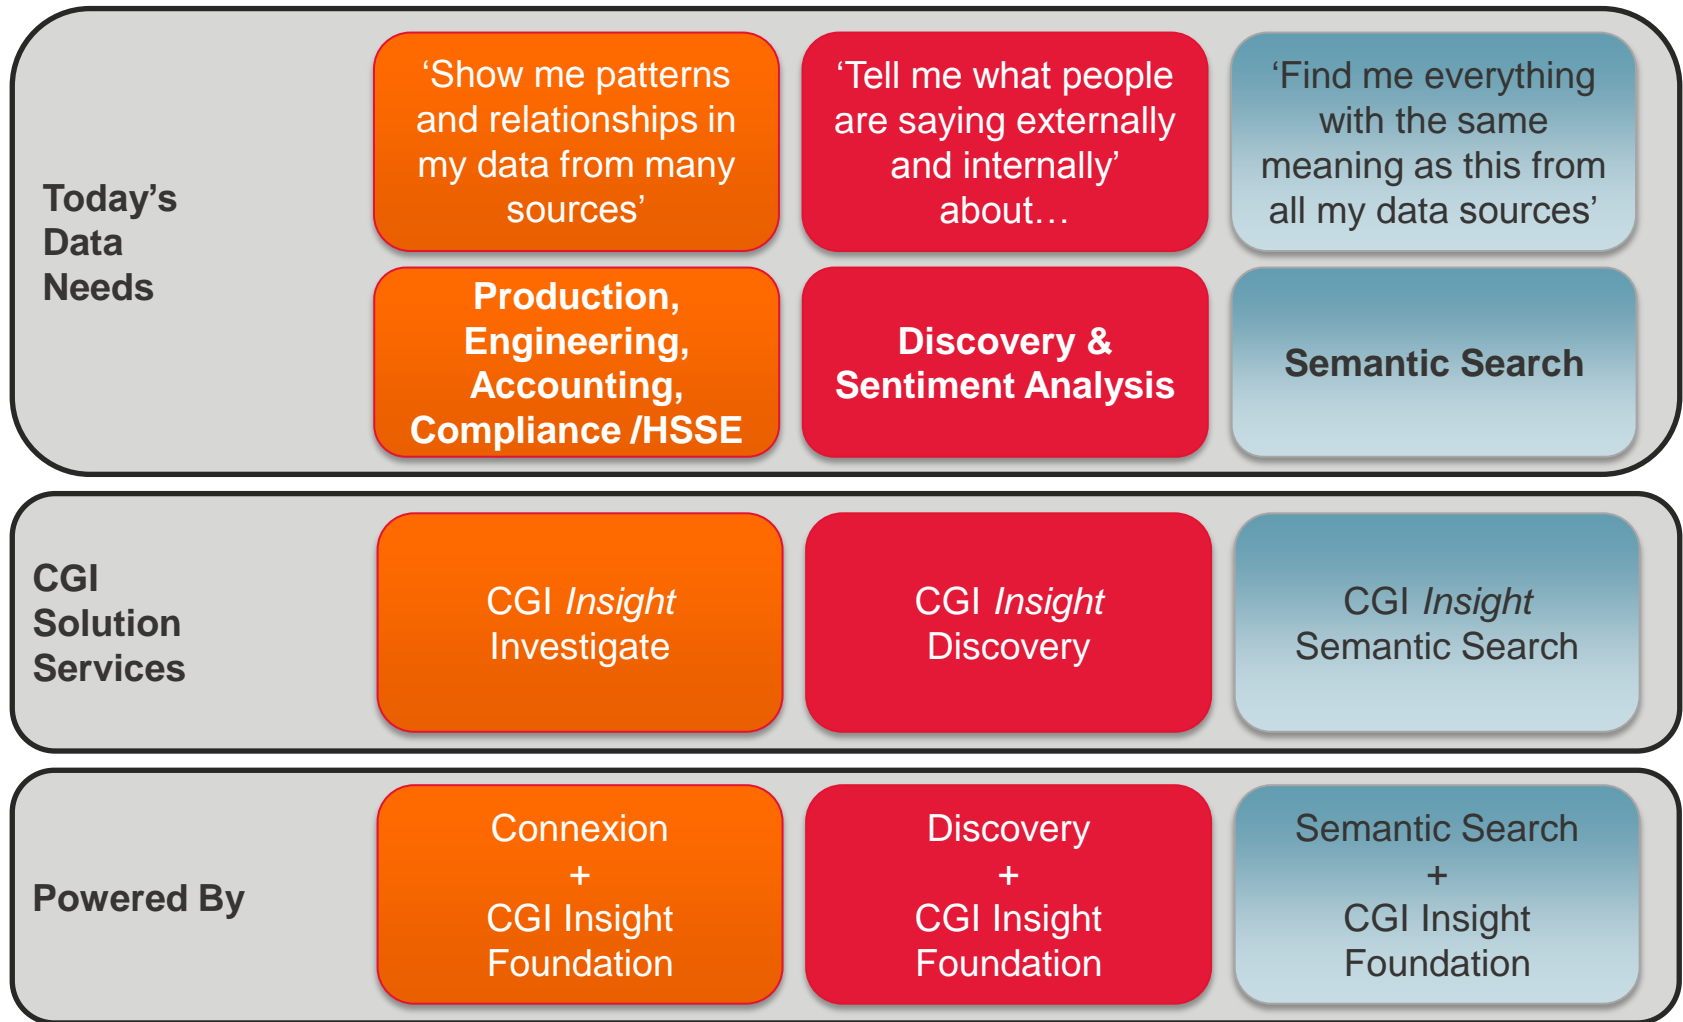 Today’s
Data
Needs
‘Show me patterns
and relationships in
my data from many
sources’
‘Tell me what people
are saying externally
and internally’
about…
‘Find me everything
with the same
meaning as this from
all my data sources’
Production,
Engineering,
Accounting,
Compliance /HSSE
Discovery &
Sentiment Analysis
Semantic Search
CGI
Solution
Services
CGI Insight
Investigate
CGI Insight
Discovery
CGI Insight
Semantic Search
Powered By
Connexion
+
CGI Insight
Foundation
Discovery
+
CGI Insight
Foundation
Semantic Search
+
CGI Insight
Foundation